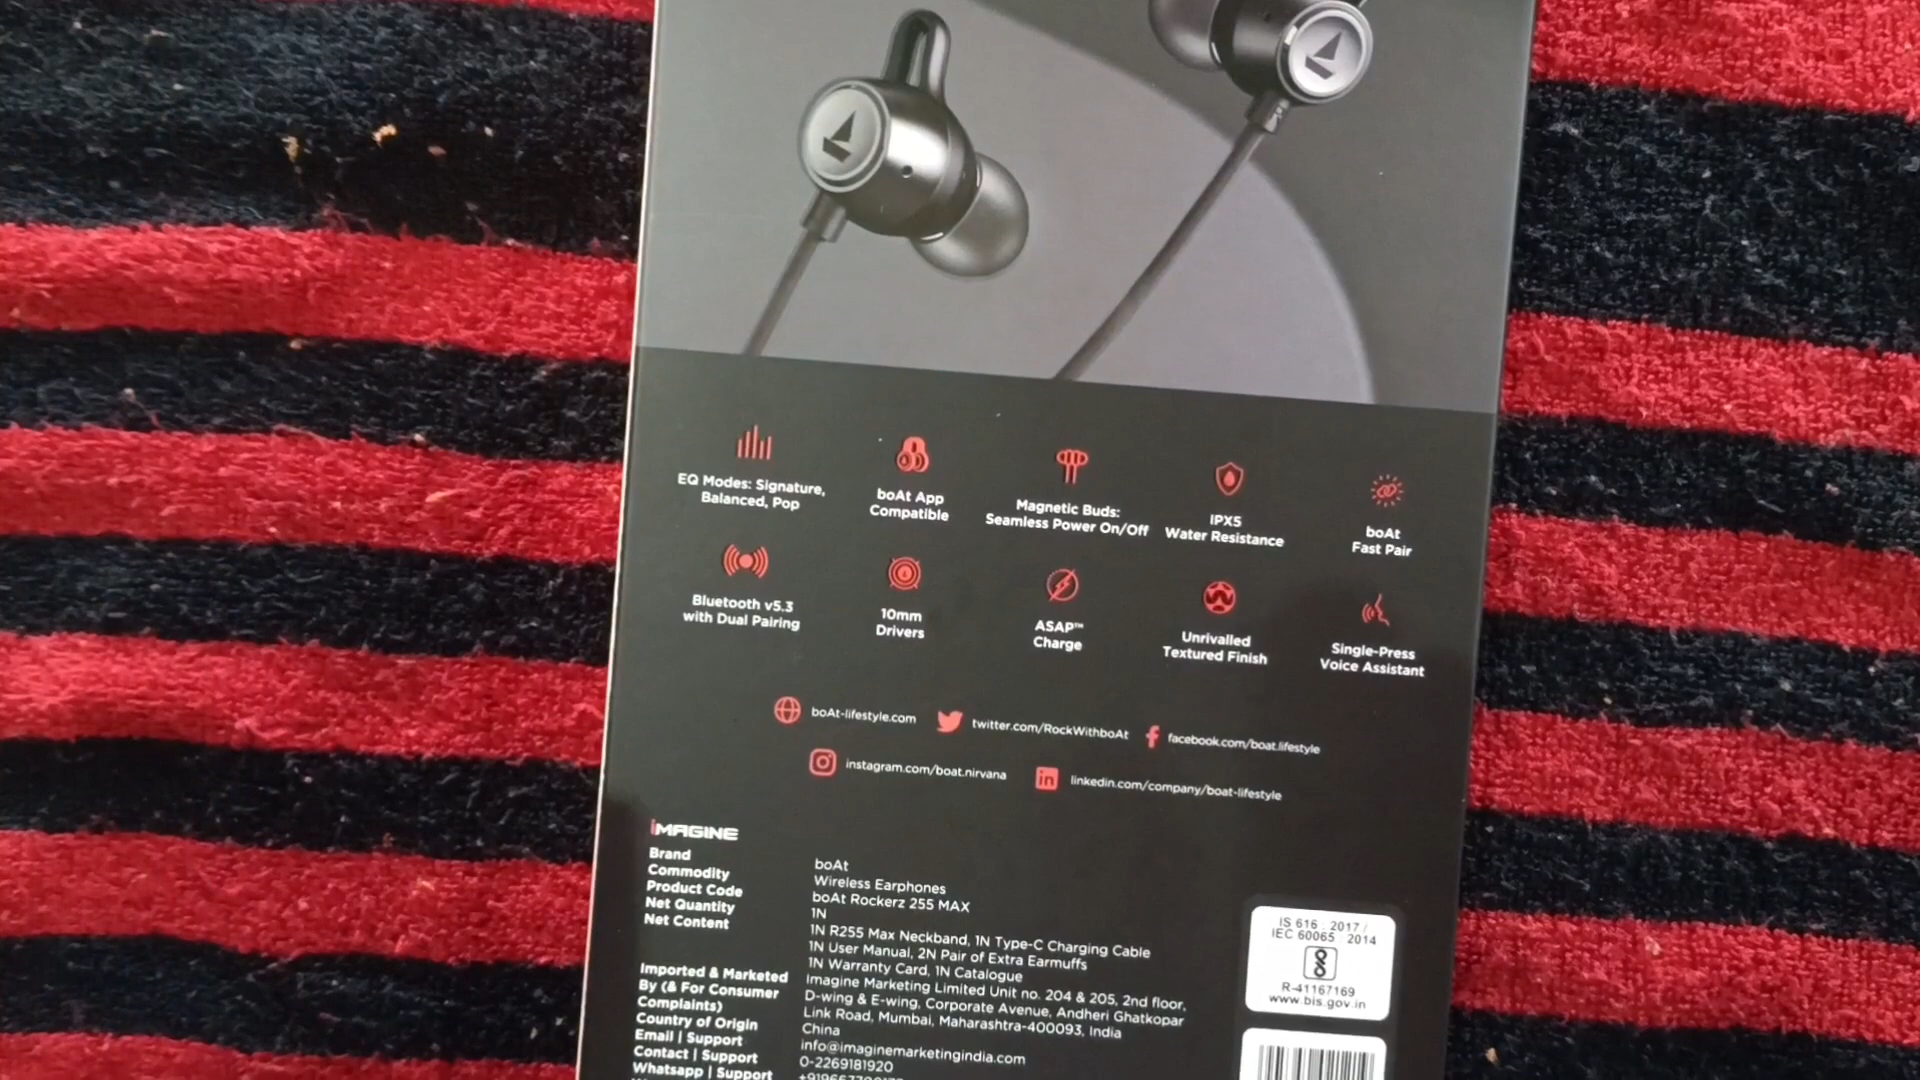 EQ Modes: Signature,
Balanced, Pop
boAt App
Compatible
Magnetic Buds:
Seamless Power On/Off
IPX5
Water Resistance
boAt
Fast Pair
Bluetooth v5.3
with Dual Pairing
10mm
Drivers
ASAP™
Charge
Unrivalled
Textured Finish
Single-Press
Voice Assistant
boAt-lifestyle.com
twitter.com/RockWithboAt
facebook.com/boat.lifestyle
instagram.com/boat.nirvana
in
linkedin.com/company/boat-lifestyle
iMAGINE
Brand boAt
Commodity Wireless Earphones
Product Code boAt Rockerz 255 MAX
Net Quantity 1N
Net Content 1N R255 Max Neckband, 1N Type-C Charging Cable
1N User Manual, 2N Pair of Extra Earmuffs
1N Warranty Card, 1N Catalogue
Imported & Marketed Imagine Marketing Limited Unit no. 204 & 205, 2nd floor,
By (& For Consumer D-wing & E-wing, Corporate Avenue, Andheri Ghatkopar
Complaints) Link Road, Mumbai, Maharashtra-400093, India
Country of Origin China
Email | Support info@imaginemarketingindia.com
Contact | Support 0-2269181920
Whatsapp | Support
IS 616 : 2017 /
IEC 60065 : 2014
R-41167169
www.bis.gov.in